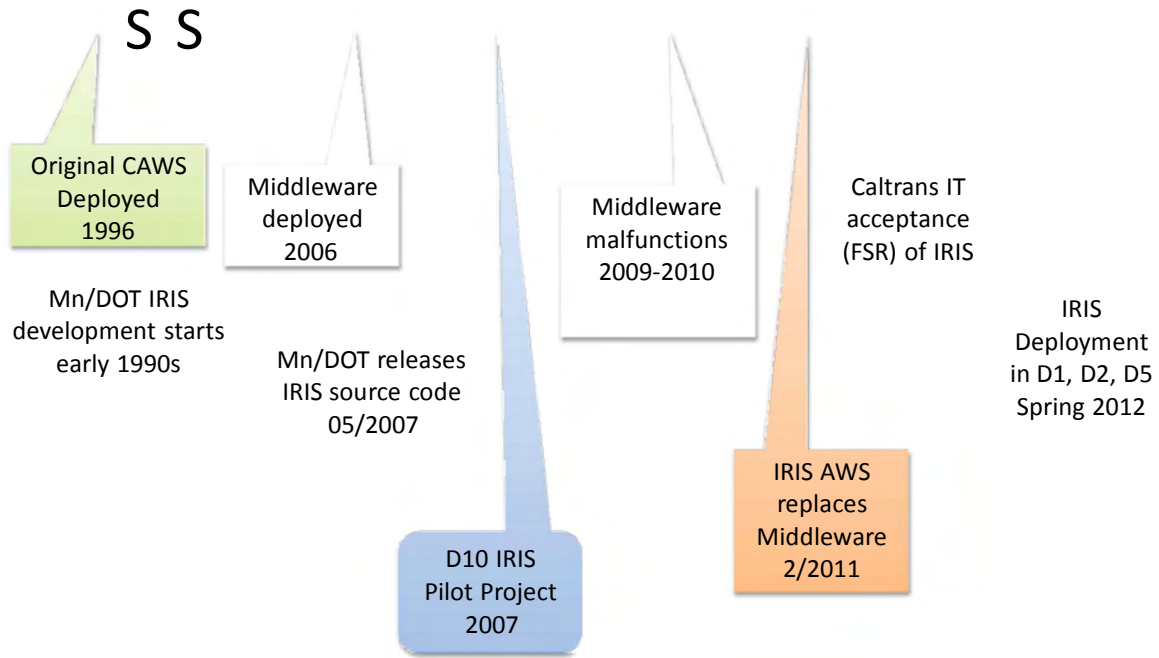 S S
Original CAWS
Deployed
1996
Mn/DOT IRIS
development starts
early 1990s
Middleware
deployed
2006
Mn/DOT releases
IRIS source code
05/2007
D10 IRIS
Pilot Project
2007
Middleware
malfunctions
2009-2010
IRIS AWS
replaces
Middleware
2/2011
Caltrans IT
acceptance
(FSR) of IRIS
IRIS
Deployment
in D1, D2, D5
Spring 2012